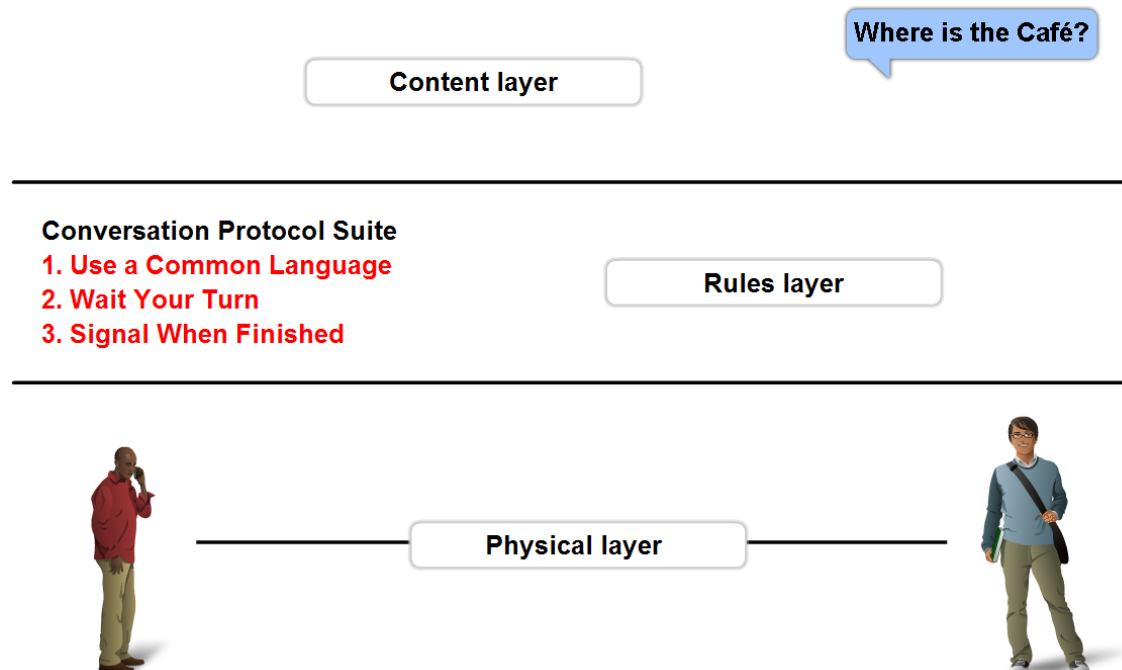 Where is the Café?
Content layer
Conversation Protocol Suite
1. Use a Common Language
2. Wait Your Turn
3. Signal When Finished
Rules layer
Physical layer